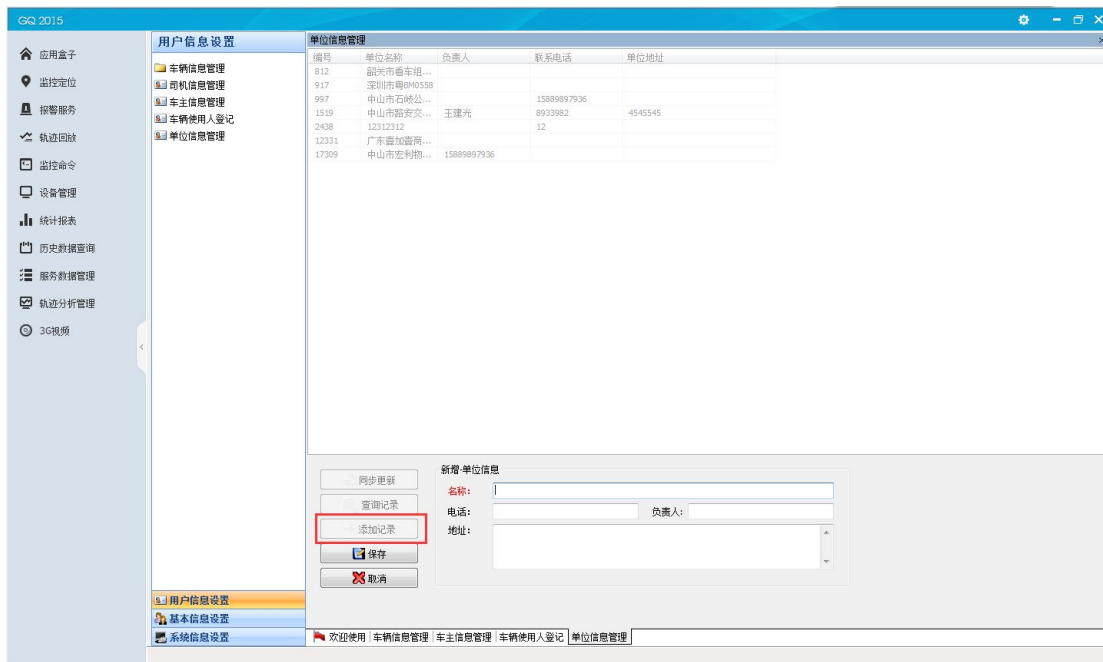 GQ 2015
应用盒子
监控定位
报警服务
轨迹回放
监控命令
设备管理
统计报表
历史数据查询
服务数据管理
轨迹分析管理
3G视频
用户信息设置
车辆信息管理
司机信息管理
车主信息管理
车辆使用人登记
单位信息管理
用户信息设置
基本信息设置
系统信息设置
单位信息管理
编号 单位名称 负责人 联系电话 单位地址
812 韶关市看车组...
917 深圳市粤BM0558
997 中山市石岐公... 15889897936
1519 中山市路安交... 王建光 8933982 4545545
2438 12312312 12
12331 广东壹加壹商...
17309 中山市宏利物... 15889897936
同步更新
查询记录
添加记录
保存
取消
新增-单位信息
名称:
电话: 负责人:
地址:
欢迎使用 车辆信息管理 车主信息管理 车辆使用人登记 单位信息管理